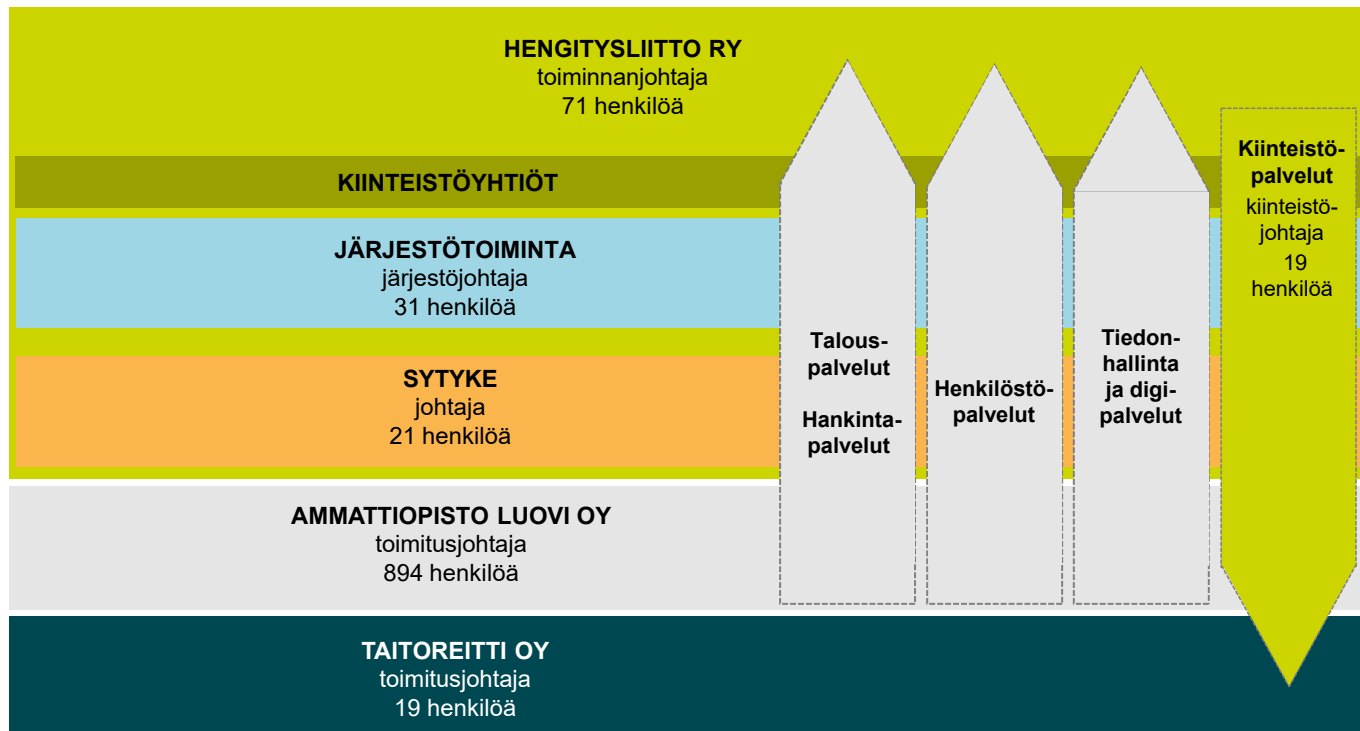 HENGITYSLIITTO RY
toiminnanjohtaja
71 henkilöä
KIINTEISTÖYHTIÖT
JÄRJESTÖTOIMINTA
järjestöjohtaja
31 henkilöä
SYTYKE
johtaja
21 henkilöä
AMMATTIOPISTO LUOVI OY
toimitusjohtaja
894 henkilöä
TAITOREITTI OY
toimitusjohtaja
19 henkilöä
Talous-
palvelut
Hankinta-
palvelut
Henkilöstö-
palvelut
Tiedon-
hallinta
ja digi-
palvelut
Kiinteistö-
palvelut
kiinteistö-
johtaja
19
henkilöä